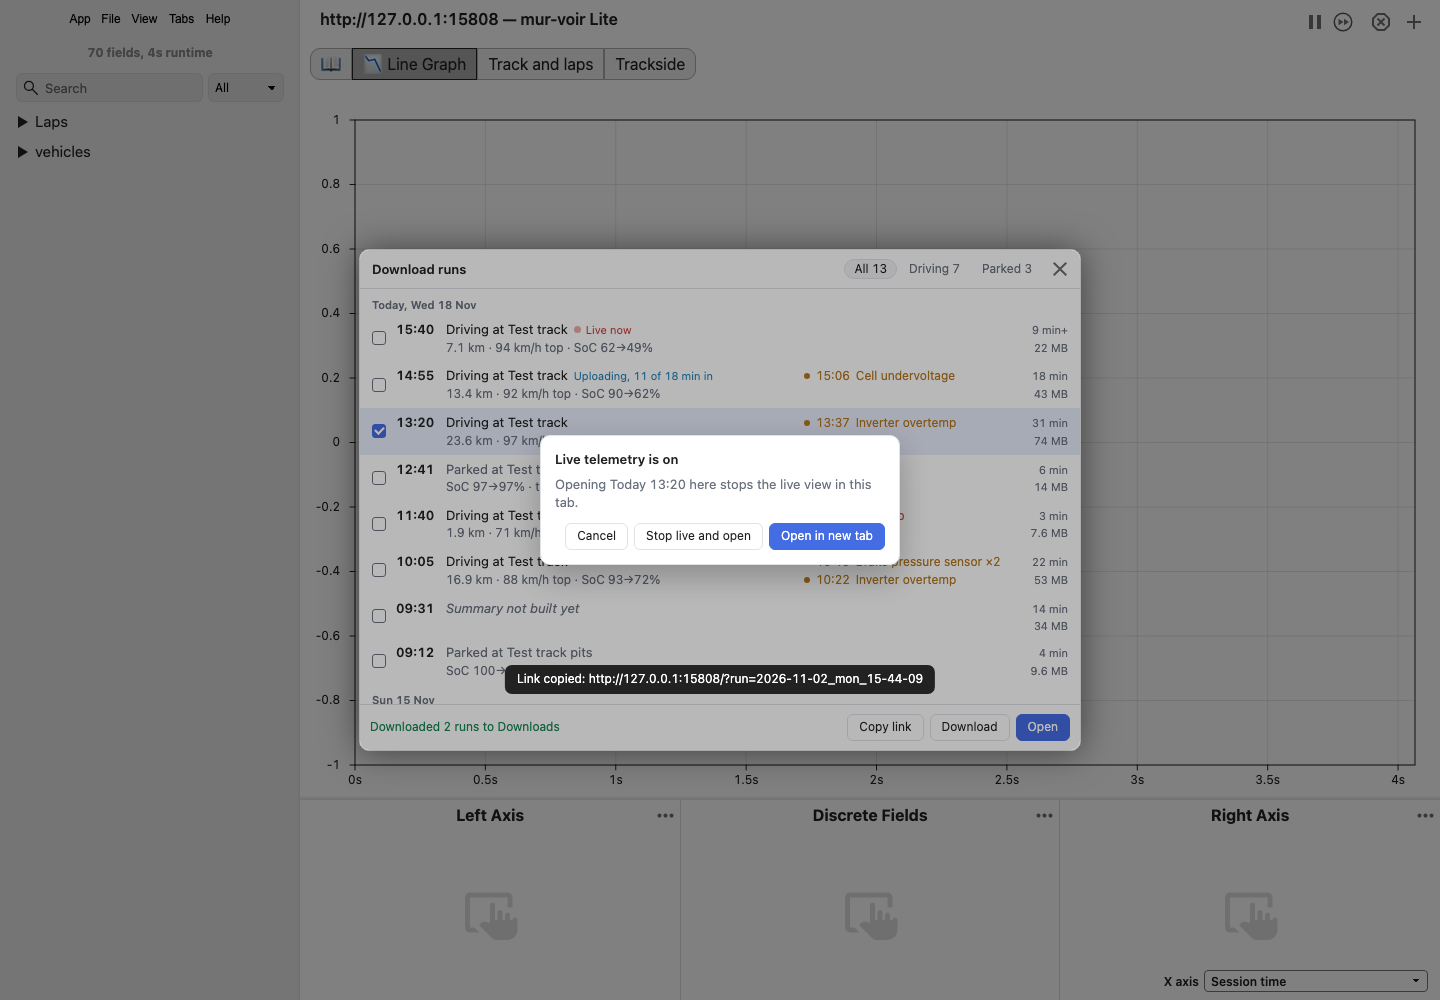 App File View Tabs Help
http://127.0.0.1:15808 — mur-voir Lite
70 fields, 4s runtime
Search
All
Line Graph
Track and laps
Trackside
Laps
vehicles
1
0.8
0.6
0.4
0.2
0
-0.2
-0.4
-0.6
-0.8
-1
0s 0.5s 1s 1.5s 2s 2.5s 3s 3.5s 4s
Download runs
All 13 Driving 7 Parked 3
Today, Wed 18 Nov
15:40 Driving at Test track Live now 9 min+
7.1 km · 94 km/h top · SoC 62→49% 22 MB
14:55 Driving at Test track Uploading, 11 of 18 min in 15:06 Cell undervoltage 18 min
13.4 km · 92 km/h top · SoC 90→62% 43 MB
13:20 Driving at Test track 13:37 Inverter overtemp 31 min
23.6 km · 97 km/ 74 MB
12:41 Parked at Test t 6 min
SoC 97→97% · 14 MB
11:40 Driving at Test t 3 min
1.9 km · 71 km/h 7.6 MB
10:05 Driving at Test track pressure sensor ×2 22 min
16.9 km · 88 km/h top · SoC 93→72% 10:22 Inverter overtemp 53 MB
09:31 Summary not built yet 14 min
34 MB
09:12 Parked at Test track pits 4 min
SoC 100→ 9.6 MB
Sun 15 Nov
Live telemetry is on
Opening Today 13:20 here stops the live view in this
tab.
Cancel
Stop live and open
Open in new tab
Link copied: http://127.0.0.1:15808/?run=2026-11-02_mon_15-44-09
Downloaded 2 runs to Downloads
Copy link
Download
Open
Left Axis
Discrete Fields
Right Axis
X axis Session time